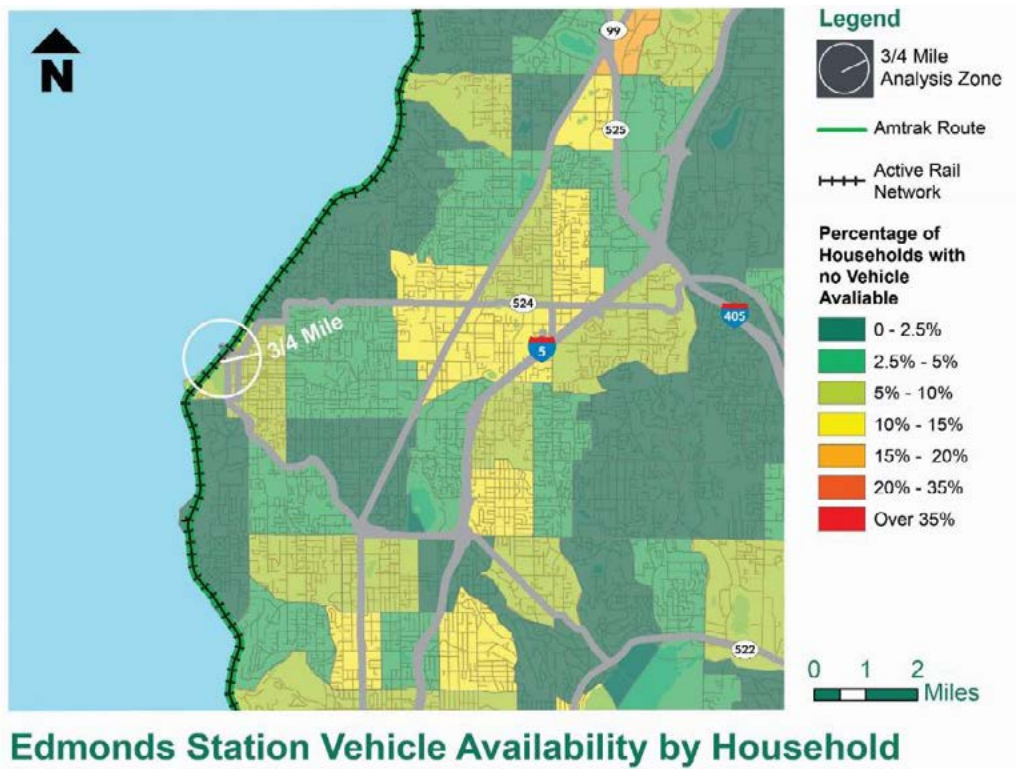 N
99
525
524
5
405
522
3/4 Mile
Legend
3/4 Mile
Analysis Zone
Amtrak Route
Active Rail
Network
Percentage of
Households with
no Vehicle
Avaliable
0 - 2.5%
2.5% - 5%
5% - 10%
10% - 15%
15% - 20%
20% - 35%
Over 35%
0 1 2
Miles
Edmonds Station Vehicle Availability by Household